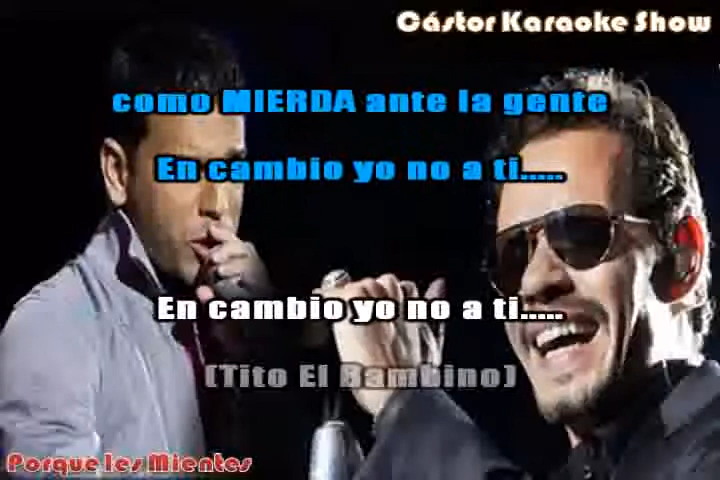 Cástor Karaoke Show
como MIERDA ante la gente
En cambio yo no a ti.....
En cambio yo no a ti.....
(Tito El Bambino)
Porque les Mientes